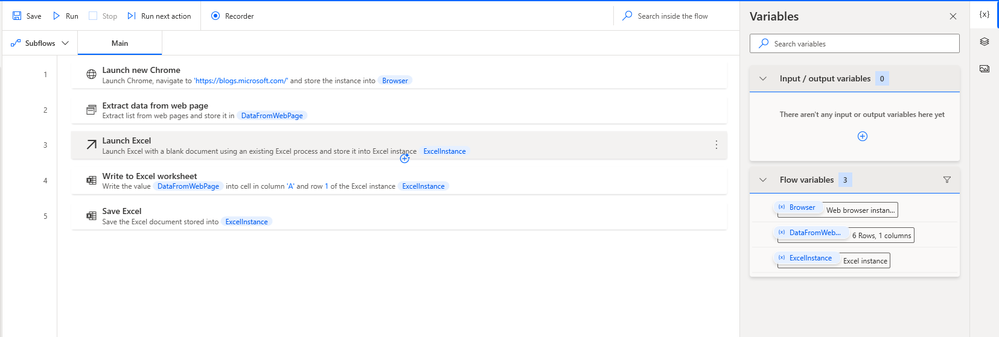 Save Run Stop Run next action Recorder Search inside the flow
Subflows Main
1 Launch new Chrome
Launch Chrome, navigate to 'https://blogs.microsoft.com/' and store the instance into Browser
2 Extract data from web page
Extract list from web pages and store it in DataFromWebPage
3 Launch Excel
Launch Excel with a blank document using an existing Excel process and store it into Excel instance ExcelInstance
4 Write to Excel worksheet
Write the value DataFromWebPage into cell in column 'A' and row 1 of the Excel instance ExcelInstance
5 Save Excel
Save the Excel document stored into ExcelInstance
Variables
{x}
Search variables
Input / output variables 0
There aren't any input or output variables here yet
Flow variables 3
(x) Browser Web browser instan...
(x) DataFromWeb... 6 Rows, 1 columns
(x) ExcelInstance Excel instance